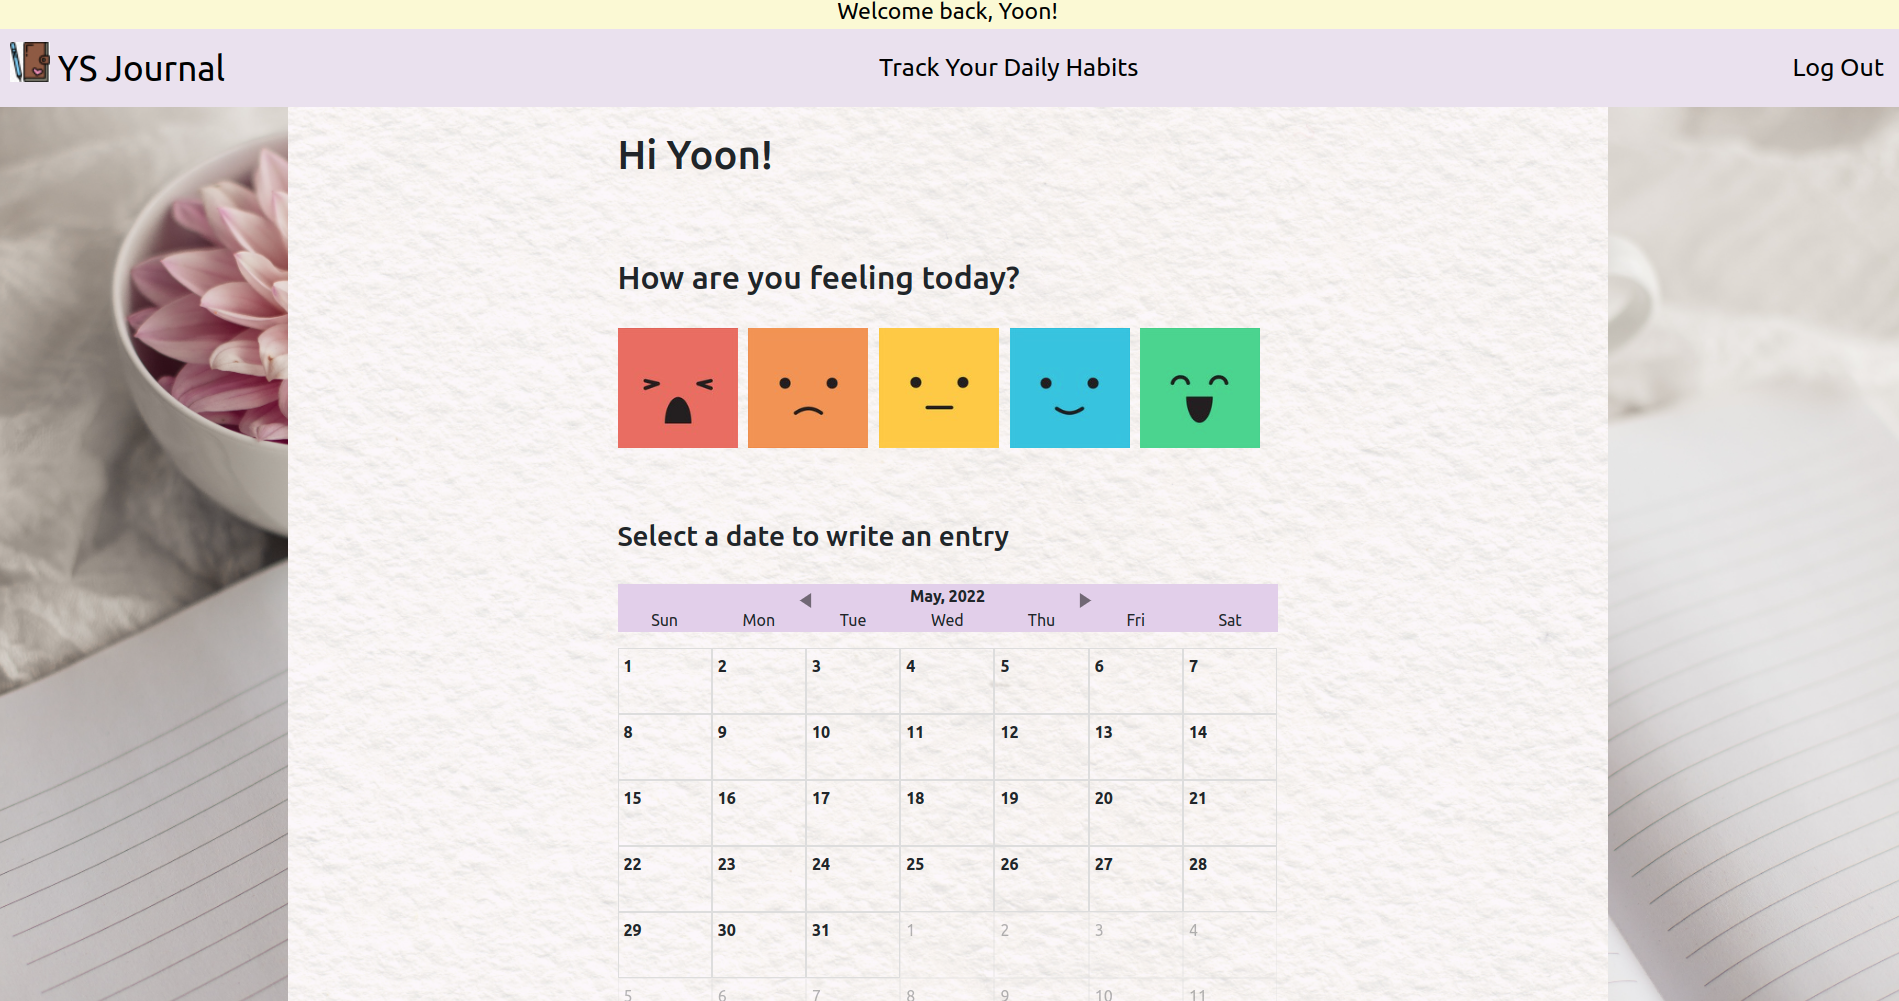 Welcome back, Yoon!
YS Journal Track Your Daily Habits Log Out
Hi Yoon!
How are you feeling today?
Select a date to write an entry
May, 2022
Sun Mon Tue Wed Thu Fri Sat
1 2 3 4 5 6 7
8 9 10 11 12 13 14
15 16 17 18 19 20 21
22 23 24 25 26 27 28
29 30 31 1 2 3 4
5 6 7 8 9 10 11